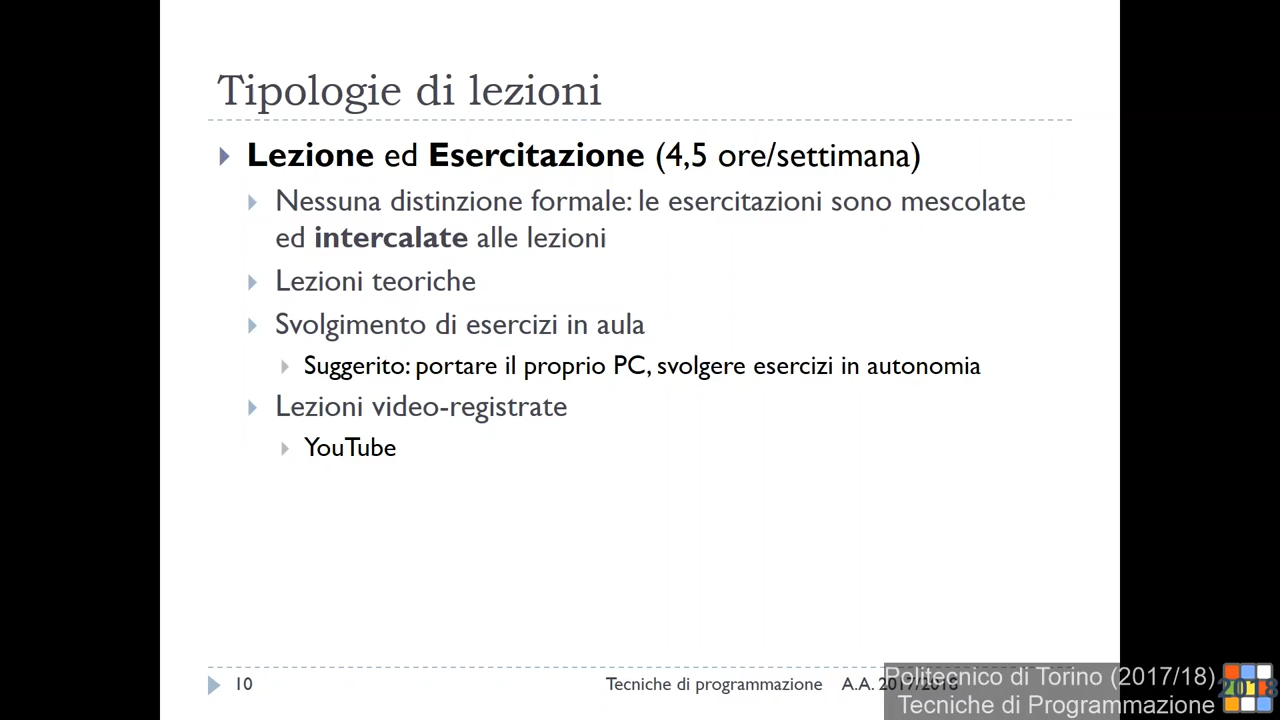 Tipologie di lezioni
Lezione ed Esercitazione (4,5 ore/settimana)
Nessuna distinzione formale: le esercitazioni sono mescolate
ed intercalate alle lezioni
Lezioni teoriche
Svolgimento di esercizi in aula
Suggerito: portare il proprio PC, svolgere esercizi in autonomia
Lezioni video-registrate
YouTube
10
Tecniche di programmazione
A.A. 2017/2018
Politecnico di Torino (2017/18)
Tecniche di Programmazione
2018